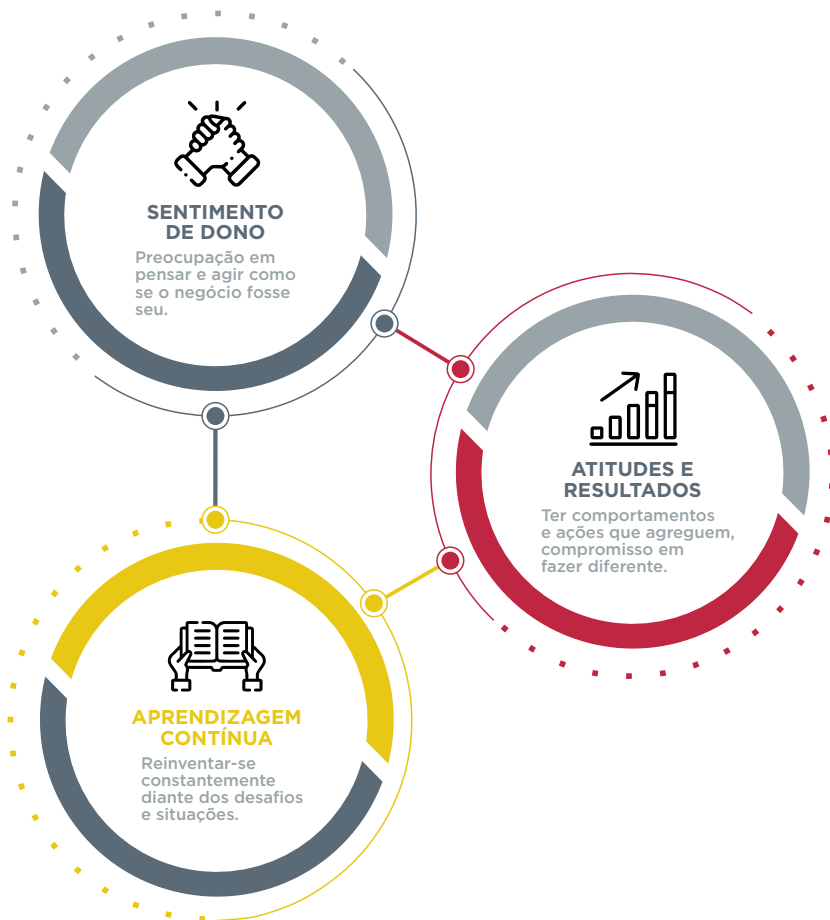 SENTIMENTO
DE DONO
Preocupação em
pensar e agir como
se o negócio fosse
seu.
ATITUDES E
RESULTADOS
Ter comportamentos
e ações que agreguem,
compromisso em
fazer diferente.
APRENDIZAGEM
CONTÍNUA
Reinventar-se
constantemente
diante dos desafios
e situações.